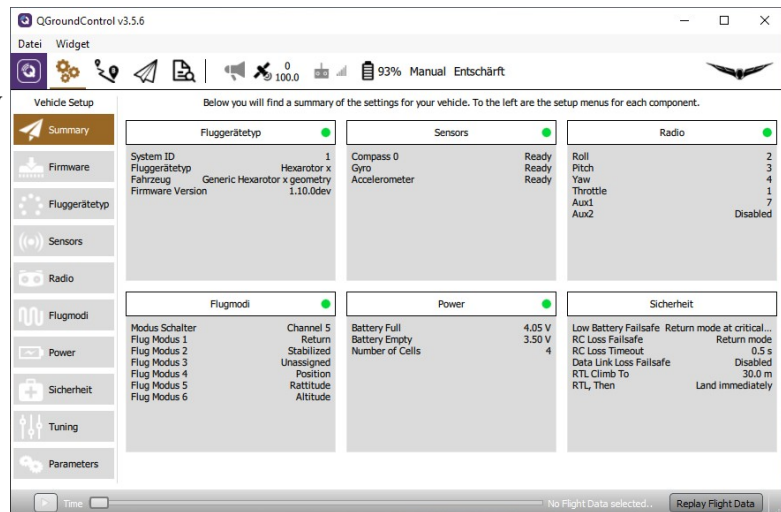 QGroundControl v3.5.6
Datei Widget
0
100.0
93% Manual Entschärft
Vehicle Setup
Below you will find a summary of the settings for your vehicle. To the left are the setup menus for each component.
Summary
Firmware
Fluggerätetyp
Sensors
Radio
Flugmodi
Power
Sicherheit
Tuning
Parameters
Fluggerätetyp
System ID 1
Fluggerätetyp Hexarotor x
Fahrzeug Generic Hexarotor x geometry
Firmware Version 1.10.0dev
Sensors
Compass 0 Ready
Gyro Ready
Accelerometer Ready
Radio
Roll 2
Pitch 3
Yaw 4
Throttle 1
Aux1 7
Aux2 Disabled
Flugmodi
Modus Schalter Channel 5
Flug Modus 1 Return
Flug Modus 2 Stabilized
Flug Modus 3 Unassigned
Flug Modus 4 Position
Flug Modus 5 Rattitude
Flug Modus 6 Altitude
Power
Battery Full 4.05 V
Battery Empty 3.50 V
Number of Cells 4
Sicherheit
Low Battery Failsafe Return mode at critical...
RC Loss Failsafe Return mode
RC Loss Timeout 0.5 s
Data Link Loss Failsafe Disabled
RTL Climb To 30.0 m
RTL, Then Land immediately
Time No Flight Data selected.. Replay Flight Data